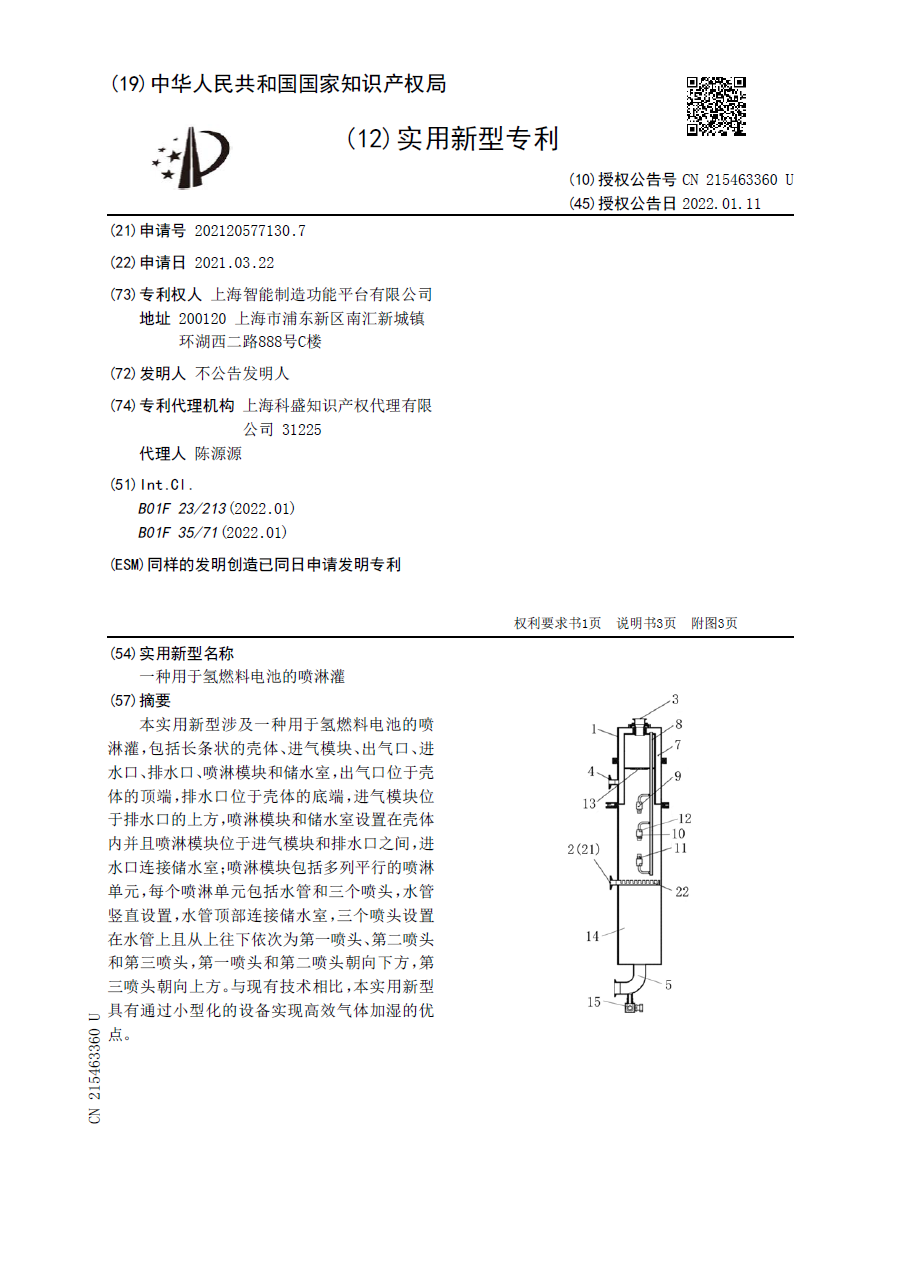 (19)中华人民共和国国家知识产权局
(12)实用新型专利
(10)授权公告号 CN 215463360 U
(45)授权公告日 2022.01.11
(21)申请号 202120577130.7
(22)申请日 2021.03.22
(73)专利权人 上海智能制造功能平台有限公司
地址 200120 上海市浦东新区南汇新城镇
环湖西二路888号C楼
(72)发明人 不公告发明人
(74)专利代理机构 上海科盛知识产权代理有限
公司 31225
代理人 陈源源
(51)Int.Cl.
B01F 23/213(2022.01)
B01F 35/71(2022.01)
(ESM)同样的发明创造已同日申请发明专利
权利要求书1页 说明书3页 附图3页
(54)实用新型名称
一种用于氢燃料电池的喷淋灌
(57)摘要
本实用新型涉及一种用于氢燃料电池的喷
淋灌,包括长条状的壳体、进气模块、出气口、进
水口、排水口、喷淋模块和储水室,出气口位于壳
体的顶端,排水口位于壳体的底端,进气模块位
于排水口的上方,喷淋模块和储水室设置在壳体
内并且喷淋模块位于进气模块和排水口之间,进
水口连接储水室;喷淋模块包括多列平行的喷淋
单元,每个喷淋单元包括水管和三个喷头,水管
竖直设置,水管顶部连接储水室,三个喷头设置
在水管上且从上往下依次为第一喷头、第二喷头
和第三喷头,第一喷头和第二喷头朝向下方,第
三喷头朝向上方。与现有技术相比,本实用新型
具有通过小型化的设备实现高效气体加湿的优
点。
3
1
8
7
4
9
13
12
10
11
2(21)
22
14
5
15
CN 215463360 U